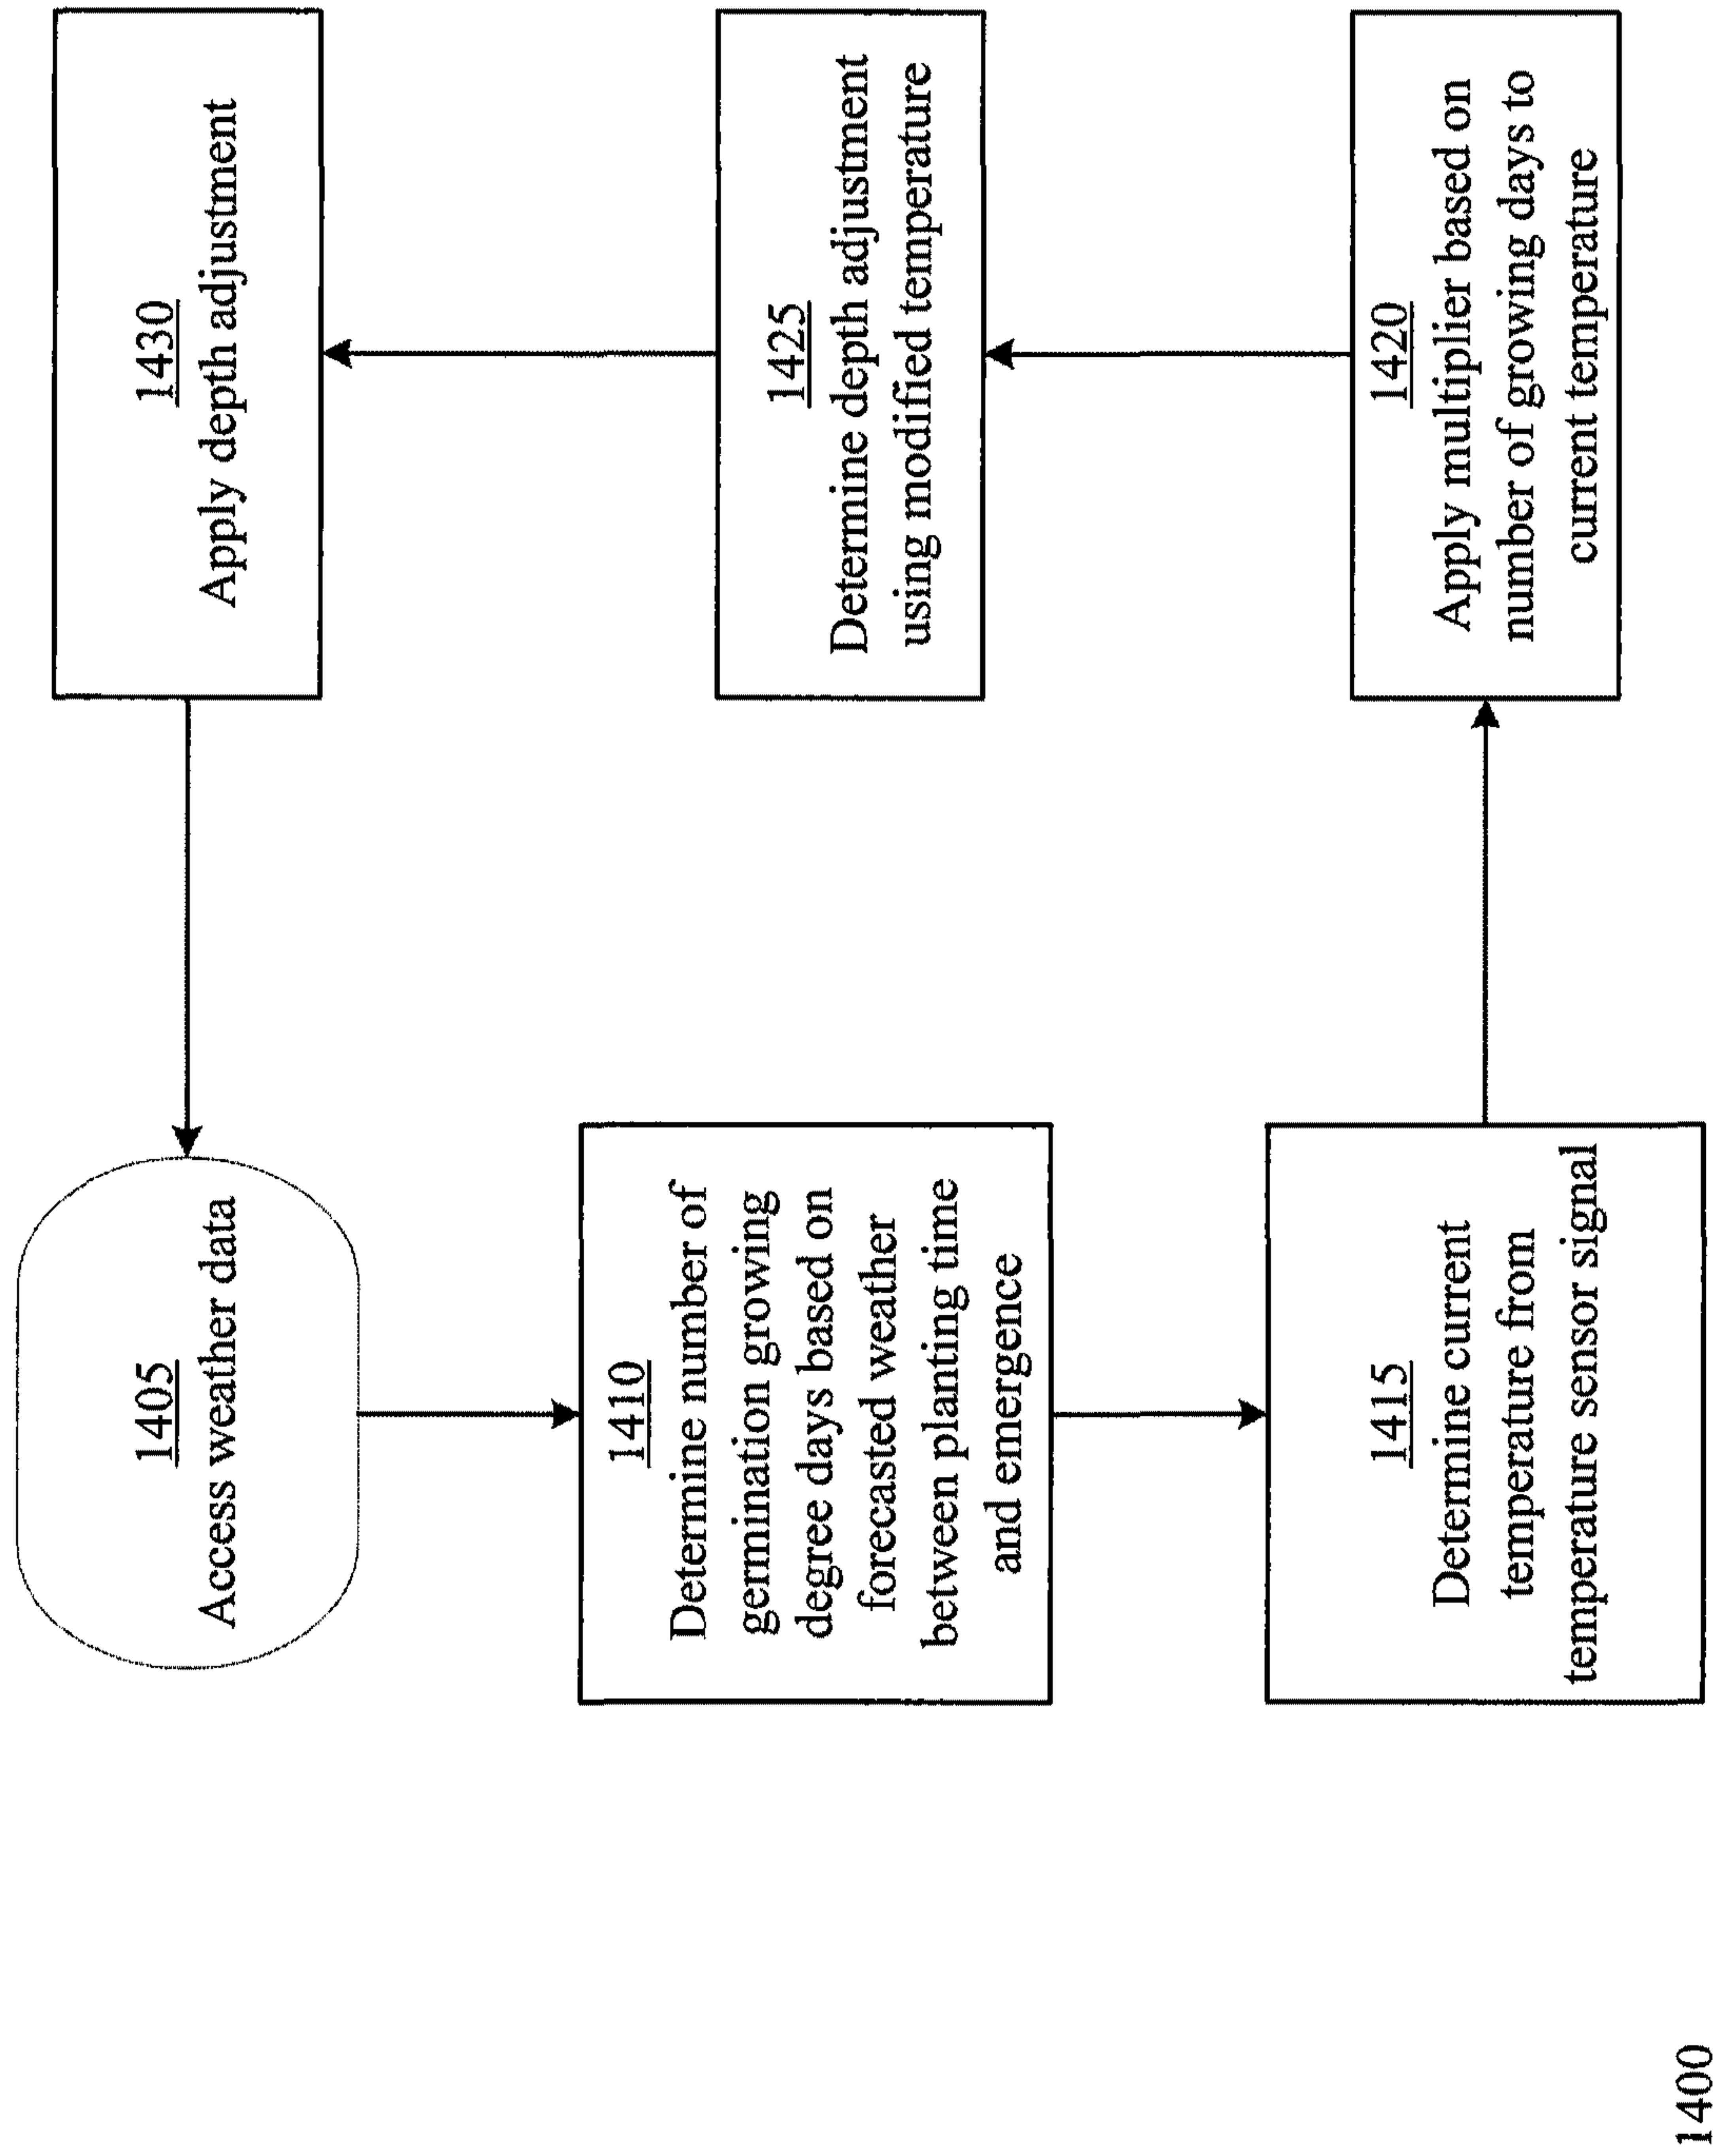 1405
Access weather data
1410
Determine number of
germination growing
degree days based on
forecasted weather
between planting time
and emergence
1415
Determine current
temperature from
temperature sensor signal
1420
Apply multiplier based on
number of growing days to
current temperature
1425
Determine depth adjustment
using modified temperature
1430
Apply depth adjustment
1400